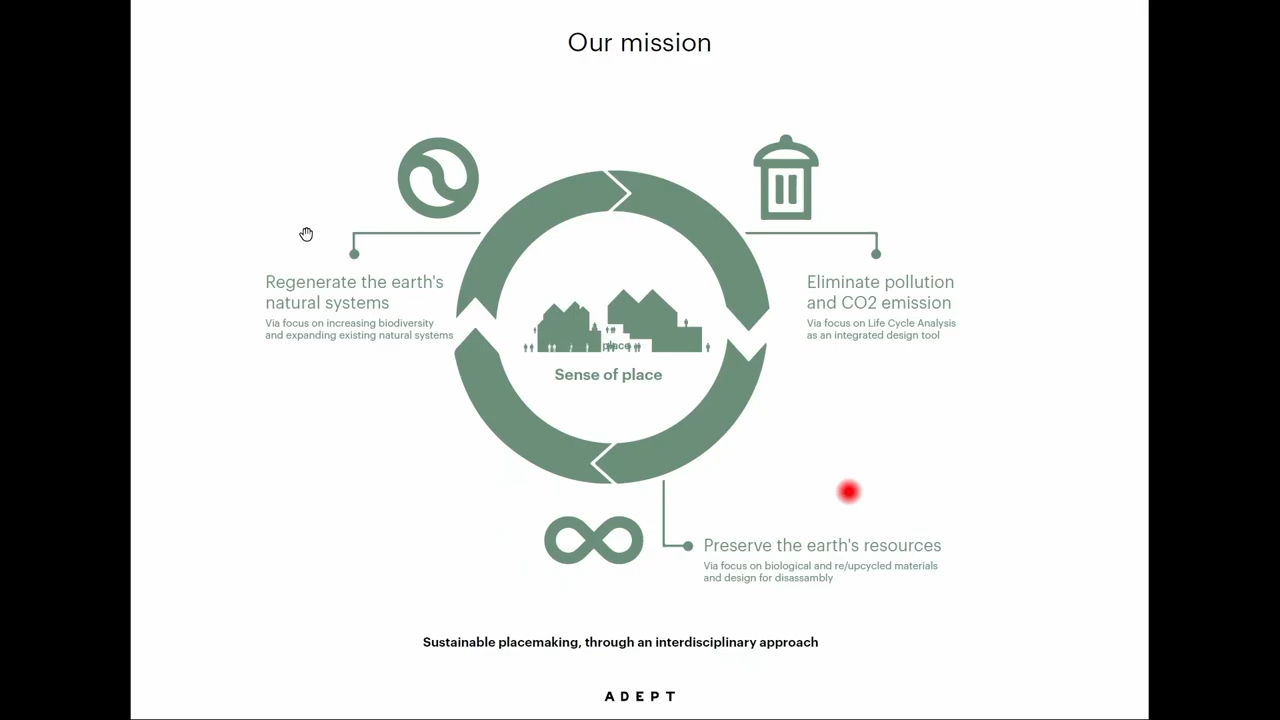 Our mission
Regenerate the earth's
natural systems
Via focus on increasing biodiversity
and expanding existing natural systems
Eliminate pollution
and CO2 emission
Via focus on Life Cycle Analysis
as an integrated design tool
place
Sense of place
Preserve the earth's resources
Via focus on biological and re/upcycled materials
and design for disassambly
Sustainable placemaking, through an interdisciplinary approach
ADEPT